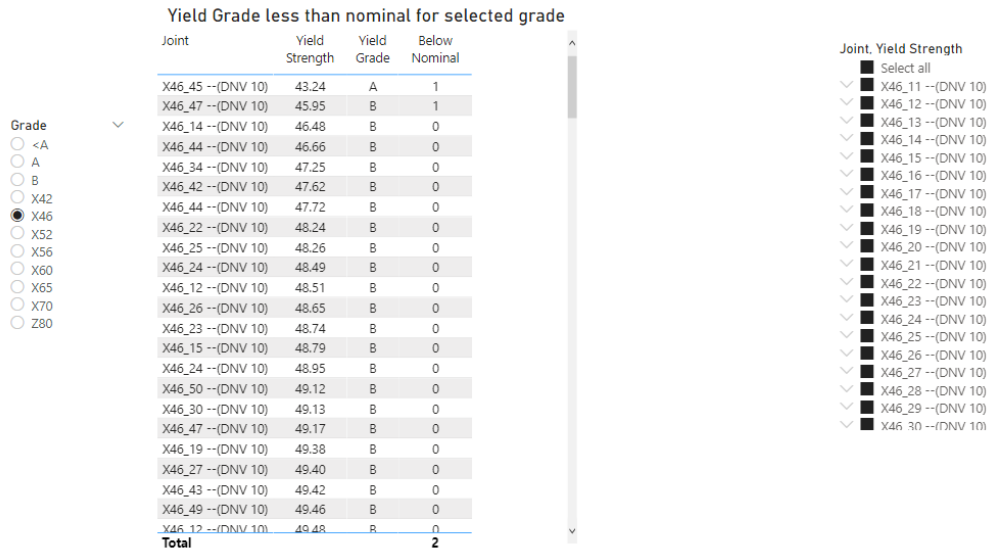 Yield Grade less than nominal for selected grade
Joint Yield Strength Yield Grade Below Nominal
X46_45 --(DNV 10) 43.24 A 1
X46_47 --(DNV 10) 45.95 B 1
X46_14 --(DNV 10) 46.48 B 0
X46_44 --(DNV 10) 46.66 B 0
X46_34 --(DNV 10) 47.25 B 0
X46_42 --(DNV 10) 47.62 B 0
X46_44 --(DNV 10) 47.72 B 0
X46_22 --(DNV 10) 48.24 B 0
X46_25 --(DNV 10) 48.26 B 0
X46_24 --(DNV 10) 48.49 B 0
X46_12 --(DNV 10) 48.51 B 0
X46_26 --(DNV 10) 48.65 B 0
X46_23 --(DNV 10) 48.74 B 0
X46_15 --(DNV 10) 48.79 B 0
X46_24 --(DNV 10) 48.95 B 0
X46_50 --(DNV 10) 49.12 B 0
X46_30 --(DNV 10) 49.13 B 0
X46_47 --(DNV 10) 49.17 B 0
X46_19 --(DNV 10) 49.38 B 0
X46_27 --(DNV 10) 49.40 B 0
X46_43 --(DNV 10) 49.42 B 0
X46_49 --(DNV 10) 49.46 B 0
X46_12 --(DNV 10) 49.48 B 0
Total 2
Grade
<A
A
B
X42
X46
X52
X56
X60
X65
X70
Z80
Joint, Yield Strength
Select all
X46_11 --(DNV 10)
X46_12 --(DNV 10)
X46_13 --(DNV 10)
X46_14 --(DNV 10)
X46_15 --(DNV 10)
X46_16 --(DNV 10)
X46_17 --(DNV 10)
X46_18 --(DNV 10)
X46_19 --(DNV 10)
X46_20 --(DNV 10)
X46_21 --(DNV 10)
X46_22 --(DNV 10)
X46_23 --(DNV 10)
X46_24 --(DNV 10)
X46_25 --(DNV 10)
X46_26 --(DNV 10)
X46_27 --(DNV 10)
X46_28 --(DNV 10)
X46_29 --(DNV 10)
X46_30 --(DNV 10)